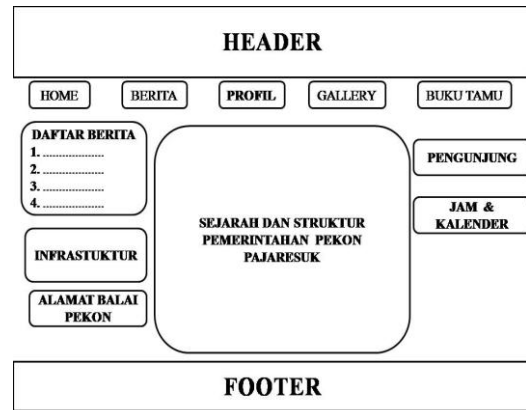 HEADER
HOME
BERITA
PROFIL
GALLERY
BUKU TAMU
DAFTAR BERITA
1. ...................
2. ...................
3. ...................
4. ...................
INFRASTUKTUR
ALAMAT BALAI
PEKON
SEJARAH DAN STRUKTUR
PEMERINTAHAN PEKON
PAJARESUK
PENGUNJUNG
JAM &
KALENDER
FOOTER